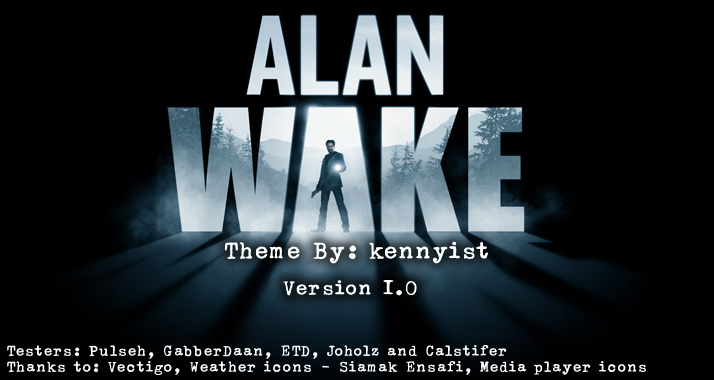 ALAN
WAKE
Theme By: kennyist
Version 1.0
Testers: Pulseh, GabberDaan, ETD, Joholz and Calstifer
Thanks to: Vectigo, Weather icons - Siamak Ensafi, Media player icons